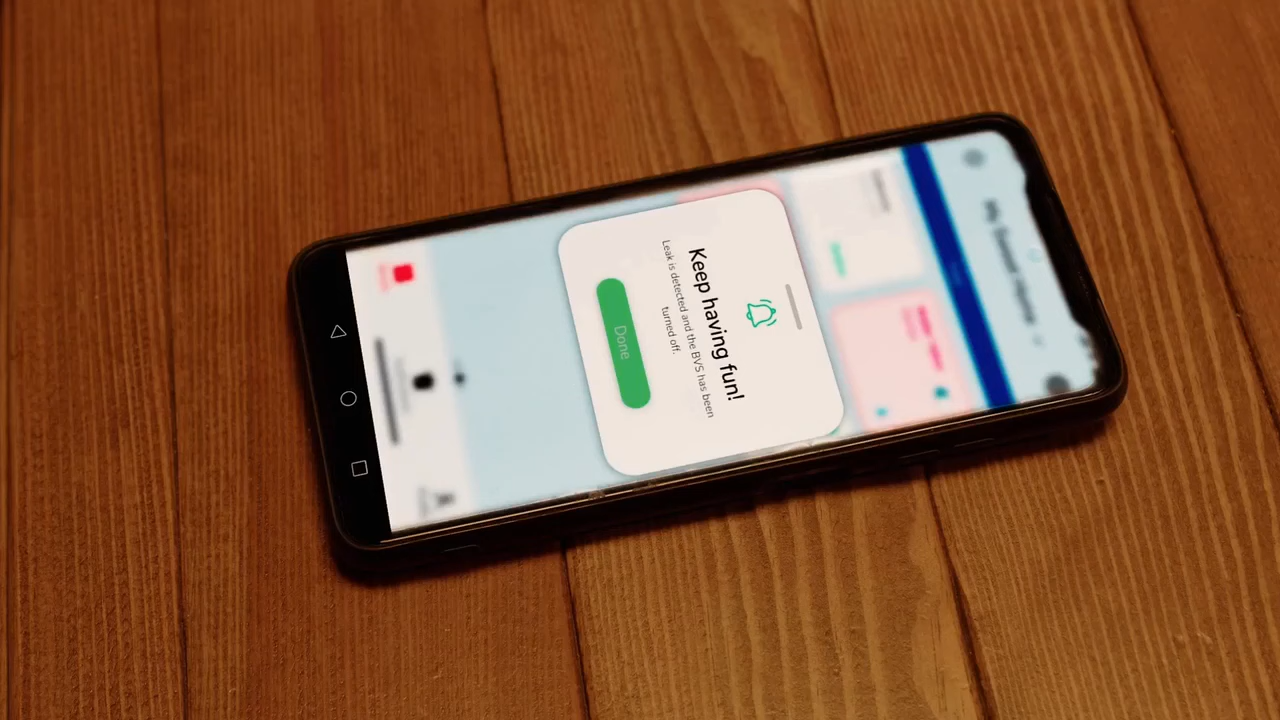 Keep having fun!
Leak is detected and the BVS has been
turned off.
Done